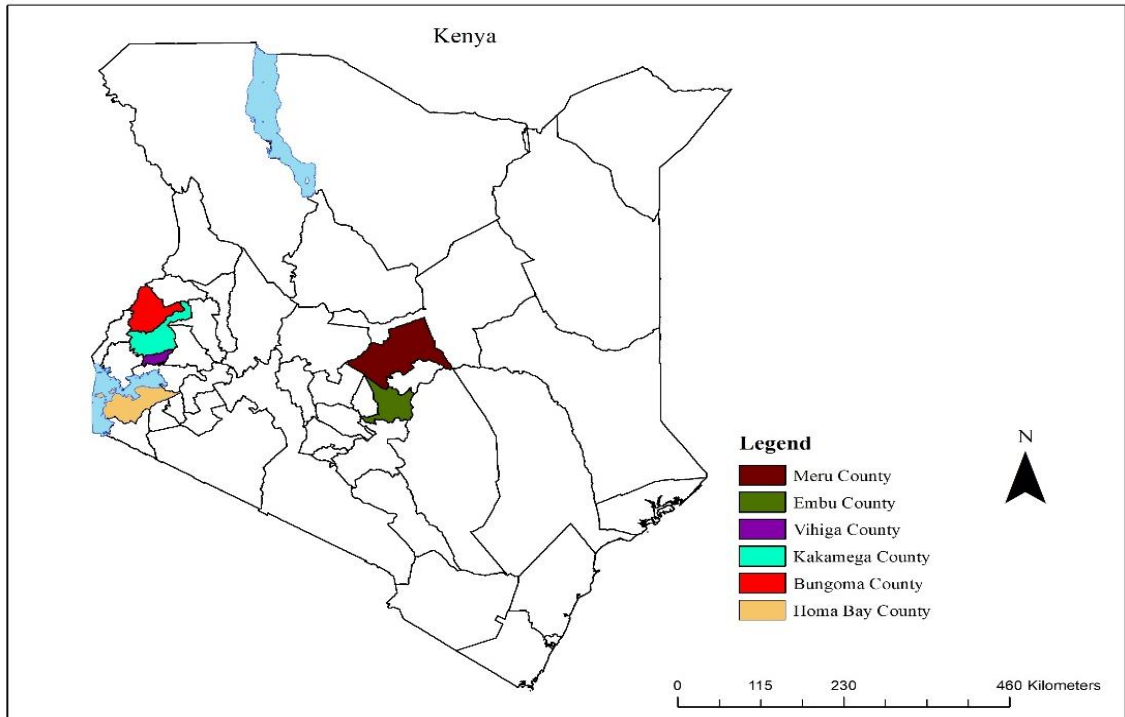 Kenya
Legend
Meru County
Embu County
Vihiga County
Kakamega County
Bungoma County
Homa Bay County
N
0 115 230 460 Kilometers